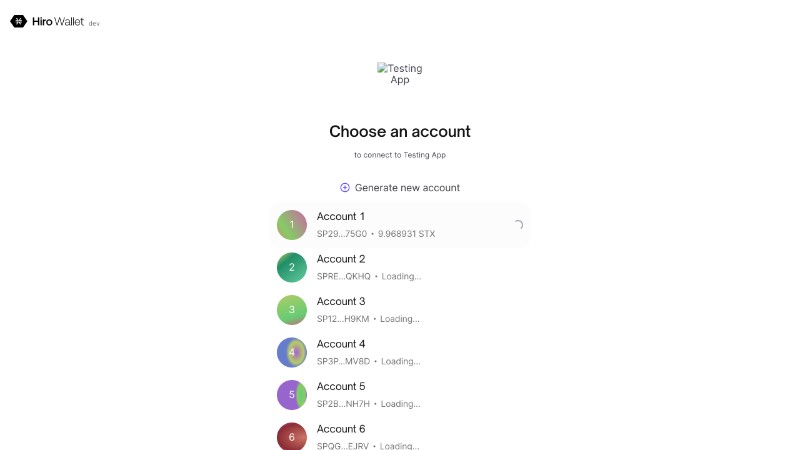 Hiro Wallet dev
Testing
App
Choose an account
to connect to Testing App
Generate new account
1
Account 1
SP29...75G0 • 9.968931 STX
2
Account 2
SPRE...QKHQ • Loading...
3
Account 3
SP12...H9KM • Loading...
4
Account 4
SP3P...MV8D • Loading...
5
Account 5
SP2B...NH7H • Loading...
6
Account 6
SPQG...EJRV • Loading...